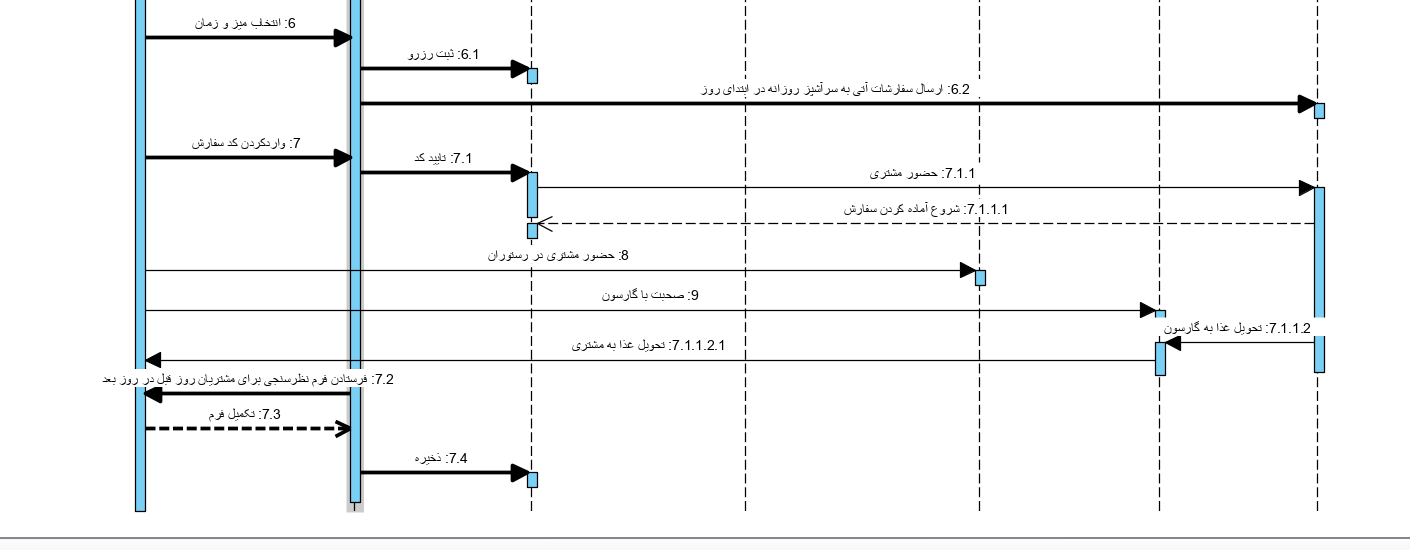 6: انتخاب میز و زمان
6.1: ثبت رزرو
6.2: ارسال سفارشات آتی به سرآشپز روزانه در ابتدای روز
7: واردکردن کد سفارش
7.1: تایید کد
7.1.1: حضور مشتری
7.1.1.1: شروع آماده کردن سفارش
8: حضور مشتری در رستوران
9: صحبت با گارسون
7.1.1.2: تحویل غذا به گارسون
7.1.1.2.1: تحویل غذا به مشتری
7.2: فرستادن فرم نظرسنجی برای مشتریان روز قبل در روز بعد
7.3: تکمیل فرم
7.4: ذخیره